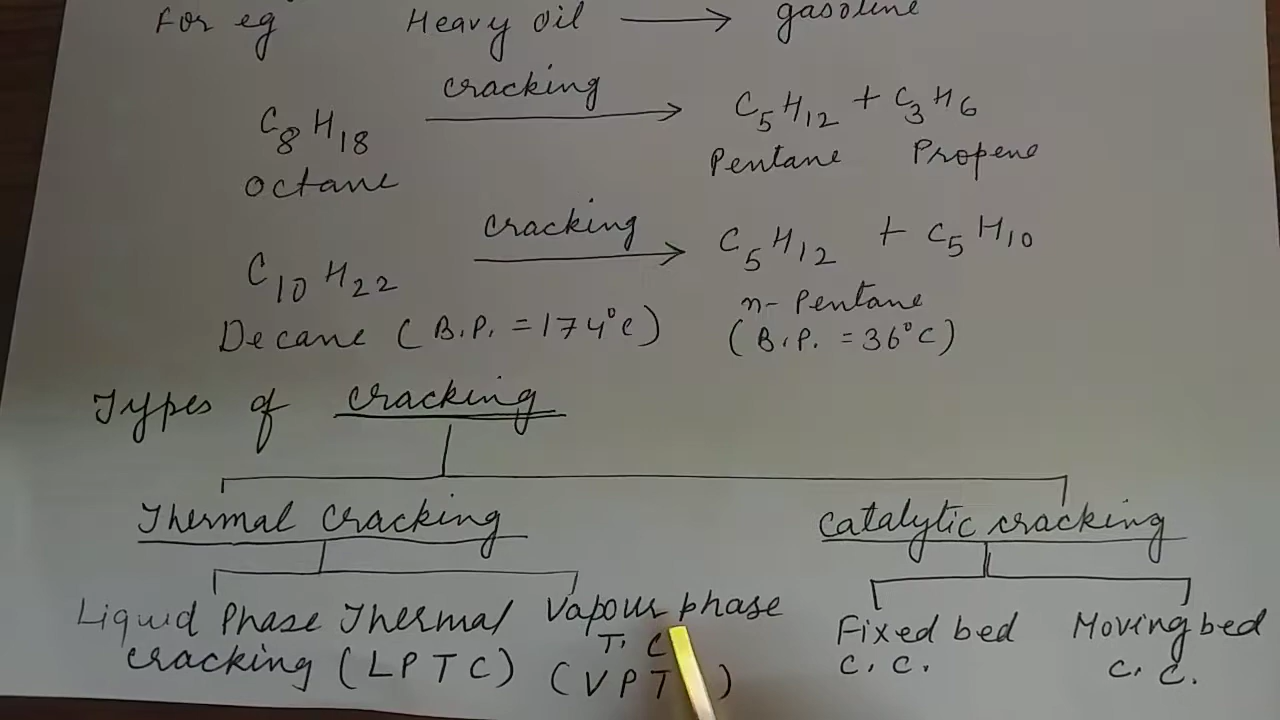 For eg Heavy oil ⟶ gasoline
C₈H₁₈ cracking ⟶ C₅H₁₂ + C₃H₆
Octane Pentane Propene
C₁₀H₂₂ cracking ⟶ C₅H₁₂ + C₅H₁₀
Decane (B.P. = 174°C) n-Pentane
(B.P. = 36°C)
Types of cracking
Thermal cracking Catalytic cracking
Liquid Phase Thermal Vapour phase Fixed bed Moving bed
cracking (LPTC) T. C C. C. C. C.
(VPT )